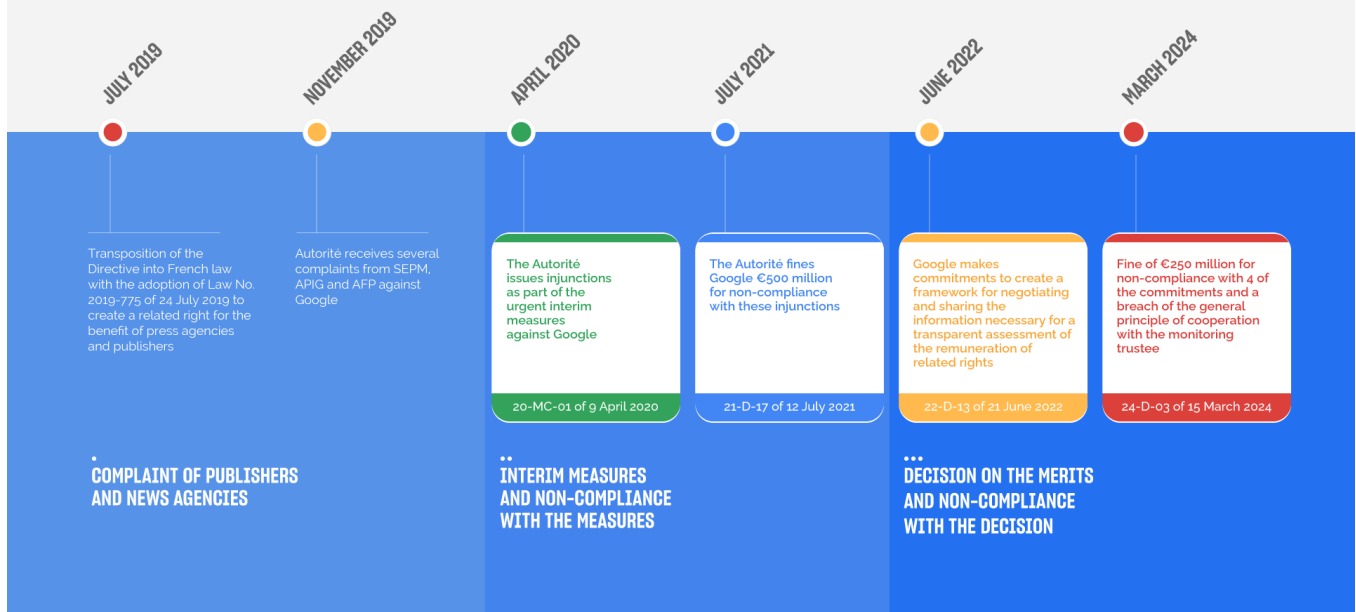 JULY 2019
NOVEMBER 2019
APRIL 2020
JULY 2021
JUNE 2022
MARCH 2024
Transposition of the
Directive into French law
with the adoption of Law No.
2019-775 of 24 July 2019 to
create a related right for the
benefit of press agencies
and publishers
Autorité receives several
complaints from SEPM,
APIG and AFP against
Google
The Autorité
issues injunctions
as part of the
urgent interim
measures
against Google
20-MC-01 of 9 April 2020
The Autorité fines
Google €500 million
for non-compliance
with these injunctions
21-D-17 of 12 July 2021
Google makes
commitments to create a
framework for negotiating
and sharing the
information necessary for a
transparent assessment of
the remuneration of
related rights
22-D-13 of 21 June 2022
Fine of €250 million for
non-compliance with 4 of
the commitments and a
breach of the general
principle of cooperation
with the monitoring
trustee
24-D-03 of 15 March 2024
COMPLAINT OF PUBLISHERS
AND NEWS AGENCIES
INTERIM MEASURES
AND NON-COMPLIANCE
WITH THE MEASURES
DECISION ON THE MERITS
AND NON-COMPLIANCE
WITH THE DECISION